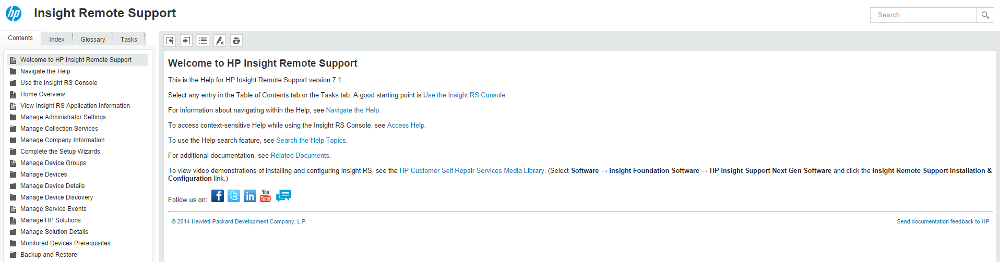 hp
Insight Remote Support
Search
Contents
Index
Glossary
Tasks
Welcome to HP Insight Remote Support
Navigate the Help
Use the Insight RS Console
Home Overview
View Insight RS Application Information
Manage Administrator Settings
Manage Collection Services
Manage Company Information
Complete the Setup Wizards
Manage Device Groups
Manage Devices
Manage Device Details
Manage Device Discovery
Manage Service Events
Manage HP Solutions
Manage Solution Details
Monitored Devices Prerequisites
Backup and Restore
Welcome to HP Insight Remote Support
This is the Help for HP Insight Remote Support version 7.1.
Select any entry in the Table of Contents tab or the Tasks tab. A good starting point is Use the Insight RS Console.
For information about navigating within the Help, see Navigate the Help.
To access context-sensitive Help while using the Insight RS Console, see Access Help.
To use the Help search feature, see Search the Help Topics.
For additional documentation, see Related Documents.
To view video demonstrations of installing and configuring Insight RS, see the HP Customer Self Repair Services Media Library. (Select Software → Insight Foundation Software → HP Insight Support Next Gen Software and click the Insight Remote Support Installation &
Configuration link.)
Follow us on: f t in You Tube
© 2014 Hewlett-Packard Development Company, L.P.
Send documentation feedback to HP